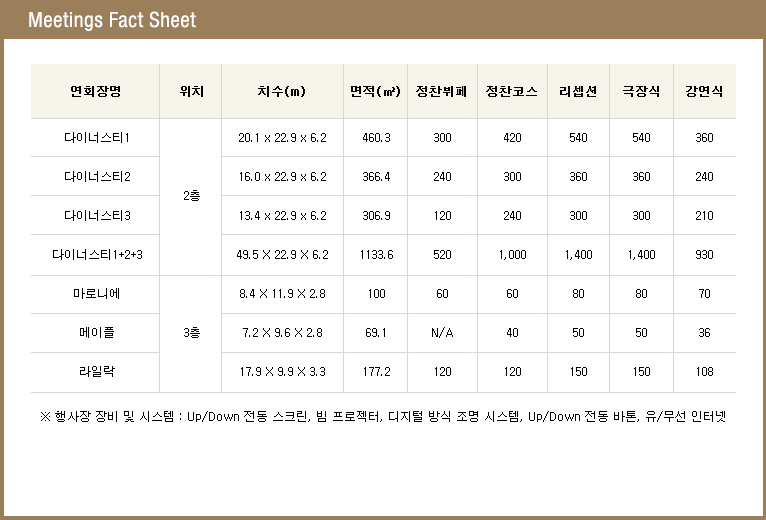 Meetings Fact Sheet
연회장명 위치 치수(m) 면적(㎡) 정찬뷔페 정찬코스 리셉션 극장식 강연식
다이너스티1 20.1 x 22.9 x 6.2 460.3 300 420 540 540 360
다이너스티2 16.0 x 22.9 x 6.2 366.4 240 300 360 360 240
2층
다이너스티3 13.4 x 22.9 x 6.2 306.9 120 240 300 300 210
다이너스티1+2+3 49.5 X 22.9 X 6.2 1133.6 520 1,000 1,400 1,400 930
마로니에 8.4 X 11.9 X 2.8 100 60 60 80 80 70
메이플 3층 7.2 X 9.6 X 2.8 69.1 N/A 40 50 50 36
라일락 17.9 X 9.9 X 3.3 177.2 120 120 150 150 108
※ 행사장 장비 및 시스템 : Up/Down 전동 스크린, 빔 프로젝터, 디지털 방식 조명 시스템, Up/Down 전동 바톤, 유/무선 인터넷